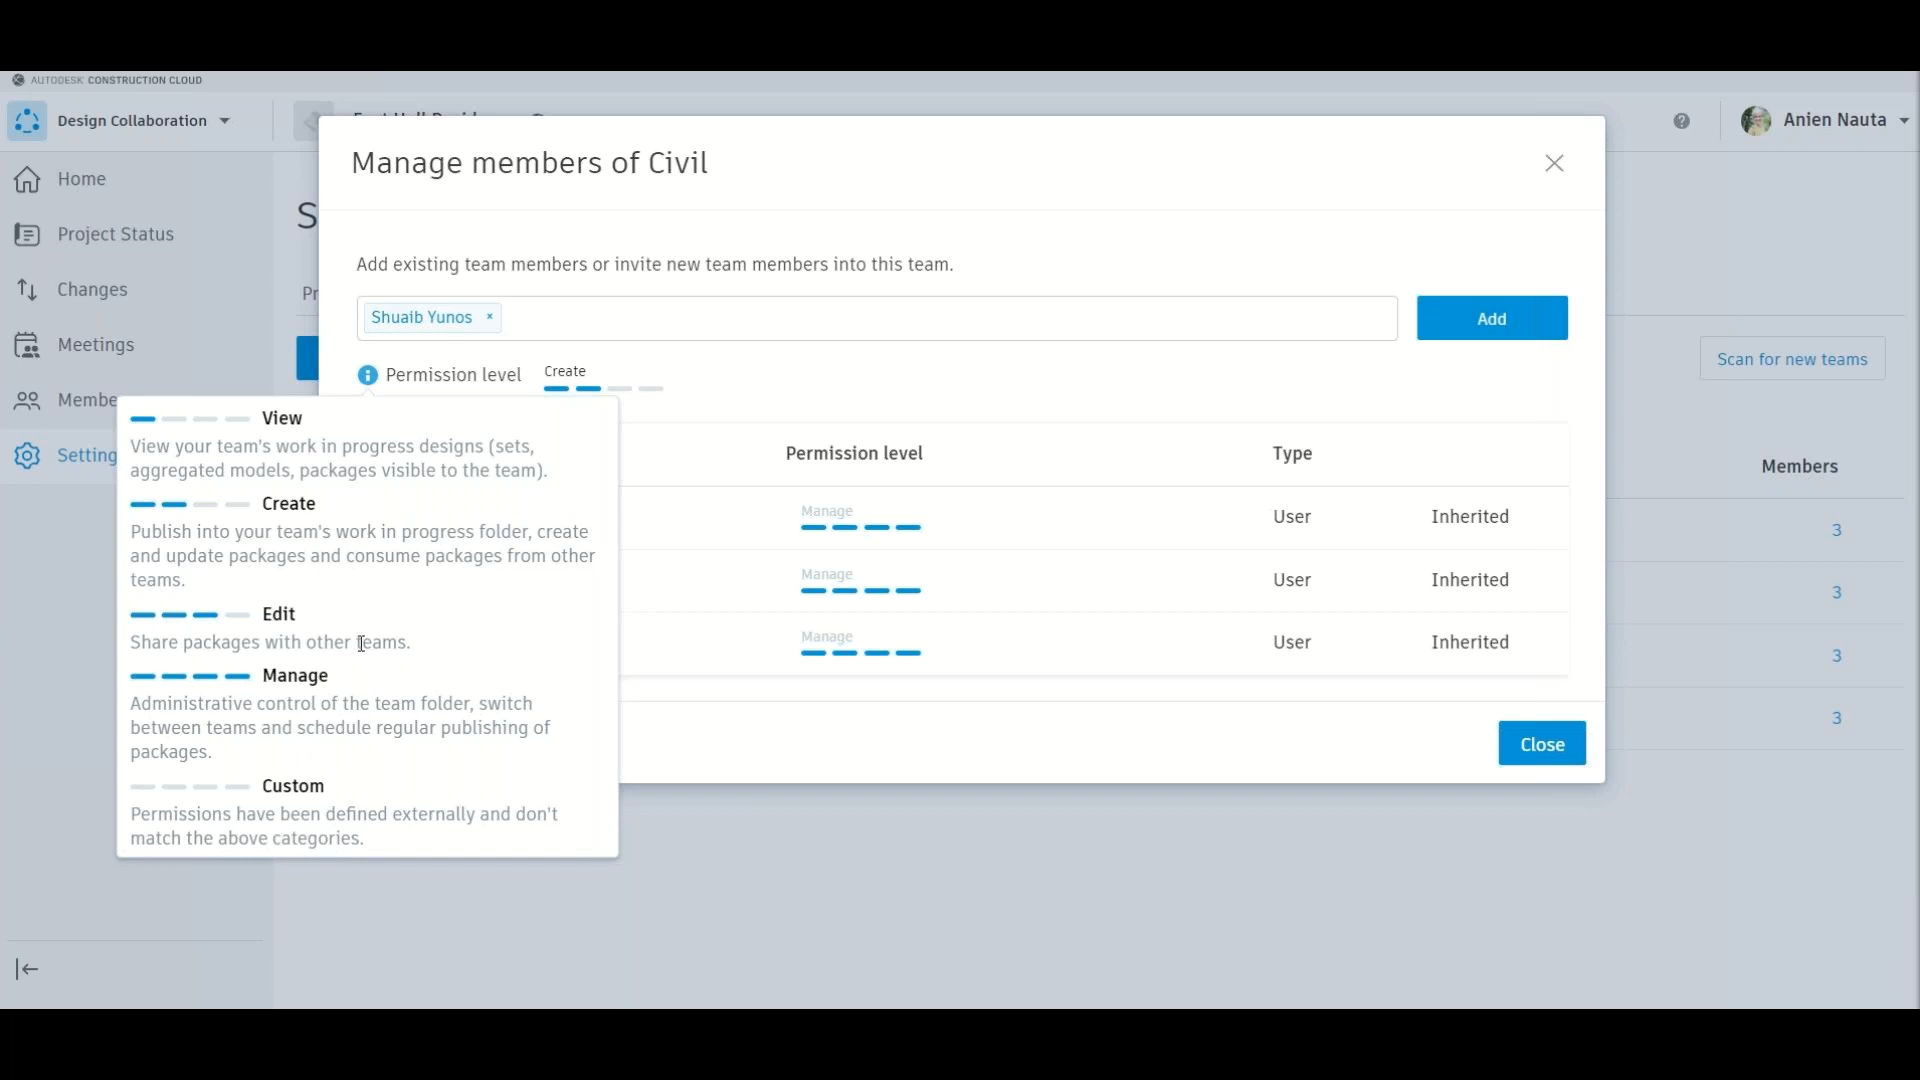 AUTODESK CONSTRUCTION CLOUD
Design Collaboration
Anien Nauta
Home
Project Status
Changes
Meetings
Membe
Setting
S
Pr
Manage members of Civil
Add existing team members or invite new team members into this team.
Shuaib Yunos ×
Add
Permission level
Create
Scan for new teams
View
View your team's work in progress designs (sets,
aggregated models, packages visible to the team).
Create
Publish into your team's work in progress folder, create
and update packages and consume packages from other
teams.
Edit
Share packages with other teams.
Manage
Administrative control of the team folder, switch
between teams and schedule regular publishing of
packages.
Custom
Permissions have been defined externally and don't
match the above categories.
Permission level Type
Manage User Inherited
Manage User Inherited
Manage User Inherited
Close
Members
3
3
3
3